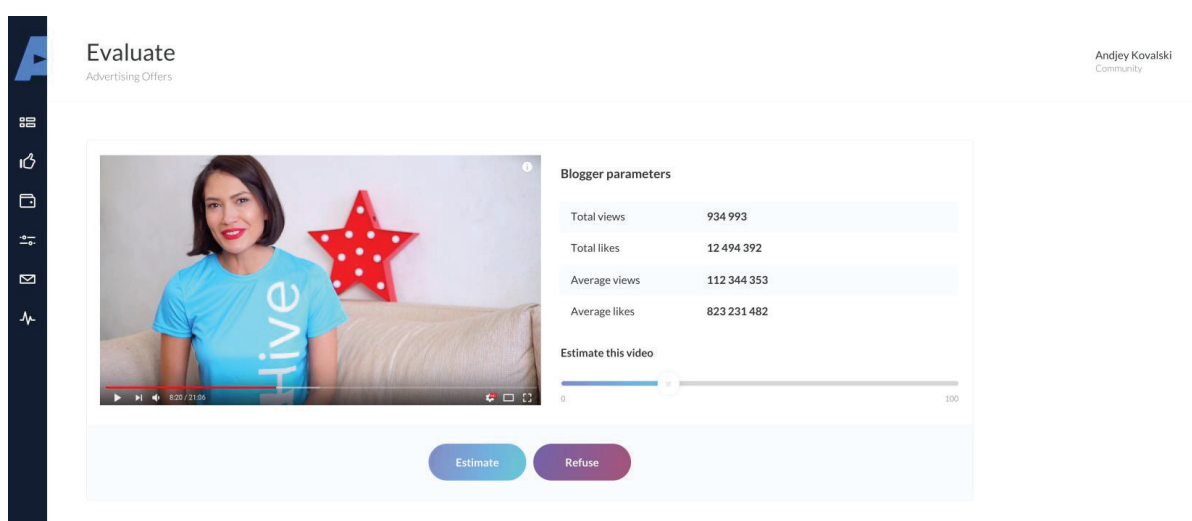 Evaluate
Advertising Offers
Andjey Kovalski
Community
Blogger parameters
Total views 934 993
Total likes 12 494 392
Average views 112 344 353
Average likes 823 231 482
Estimate this video
0 100
8:20 / 21:06
Hive
Estimate Refuse